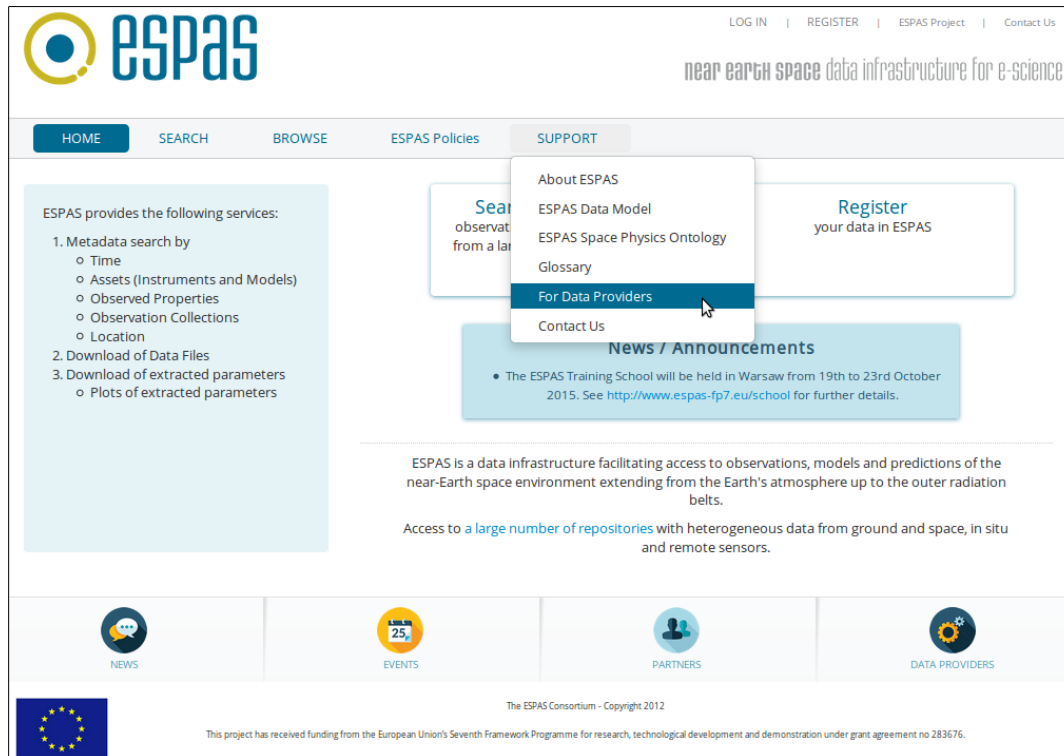 espas
LOG IN | REGISTER | ESPAS Project | Contact Us
near earth space data infrastructure for e-science
HOME SEARCH BROWSE ESPAS Policies SUPPORT
About ESPAS
ESPAS Data Model
ESPAS Space Physics Ontology
Glossary
For Data Providers
Contact Us
ESPAS provides the following services:
1. Metadata search by
Time
Assets (Instruments and Models)
Observed Properties
Observation Collections
Location
2. Download of Data Files
3. Download of extracted parameters
Plots of extracted parameters
from a
Register
your data in ESPAS
News / Announcements
• The ESPAS Training School will be held in Warsaw from 19th to 23rd October
2015. See http://www.espas-fp7.eu/school for further details.
ESPAS is a data infrastructure facilitating access to observations, models and predictions of the
near-Earth space environment extending from the Earth's atmosphere up to the outer radiation
belts.
Access to a large number of repositories with heterogeneous data from ground and space, in situ
and remote sensors.
NEWS
25
EVENTS
PARTNERS
DATA PROVIDERS
The ESPAS Consortium - Copyright 2012
This project has received funding from the European Union's Seventh Framework Programme for research, technological development and demonstration under grant agreement no 283676.